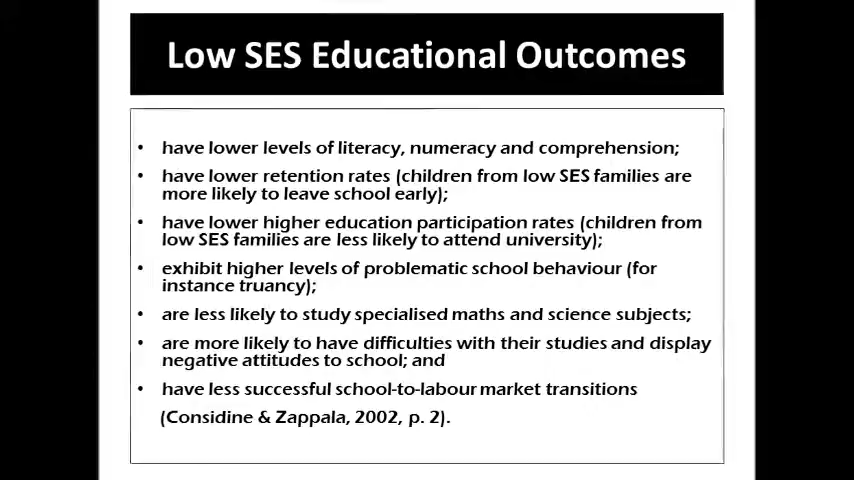 Low SES Educational Outcomes
• have lower levels of literacy, numeracy and comprehension;
• have lower retention rates (children from low SES families are
more likely to leave school early);
• have lower higher education participation rates (children from
low SES families are less likely to attend university);
• exhibit higher levels of problematic school behaviour (for
instance truancy);
• are less likely to study specialised maths and science subjects;
• are more likely to have difficulties with their studies and display
negative attitudes to school; and
• have less successful school-to-labour market transitions
(Considine & Zappala, 2002, p. 2).